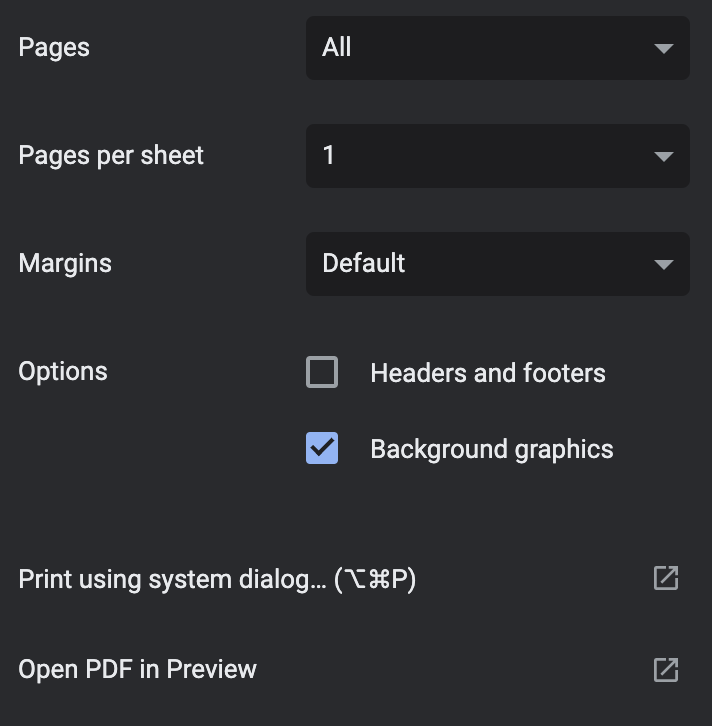 Pages All
Pages per sheet 1
Margins Default
Options Headers and footers
Background graphics
Print using system dialog... (⌥⌘P)
Open PDF in Preview